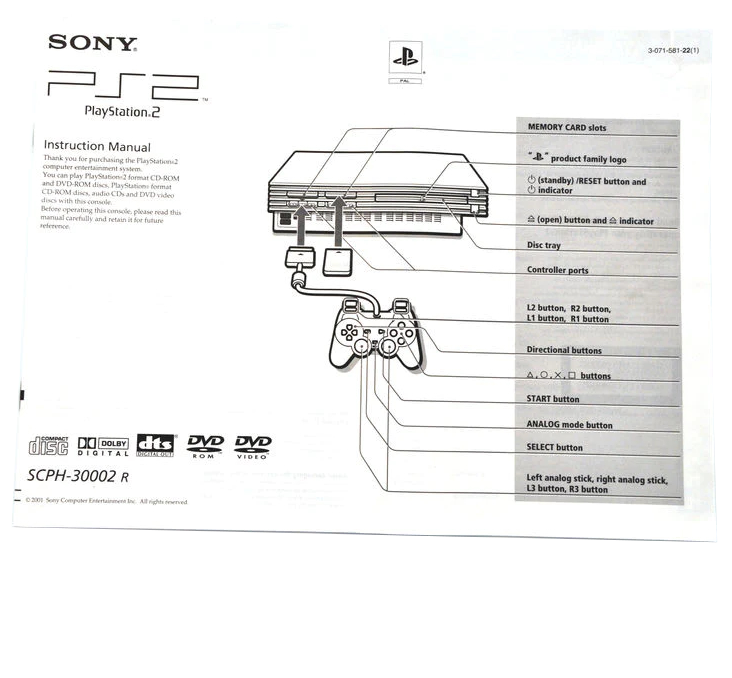 SONY®
3-071-581-22(1)
PS2™
PlayStation®2
PAL
Instruction Manual
Thank you for purchasing the PlayStation®2
computer entertainment system.
You can play PlayStation®2 format CD-ROM
and DVD-ROM discs, PlayStation® format
CD-ROM discs, audio CDs and DVD video
discs with this console.
Before operating this console, please read this
manual carefully and retain it for future
reference.
MEMORY CARD slots
" " product family logo
⏻ (standbyy) /RESET button and
⏻ indicator
≙ (open) button and ≙ indicator
Disc tray
Controller ports
L2 button, R2 button,
L1 button, R1 button
Directional buttons
△, ○, ×, □ buttons
START button
ANALOG mode button
SELECT button
Left analog stick, right analog stick,
L3 button, R3 button
COMPACT
disc
DOLBY
DIGITAL
dts
DIGITAL OUT
DVD
ROM
DVD
VIDEO
SCPH-30002 R
© 2001 Sony Computer Entertainment Inc. All rights reserved.